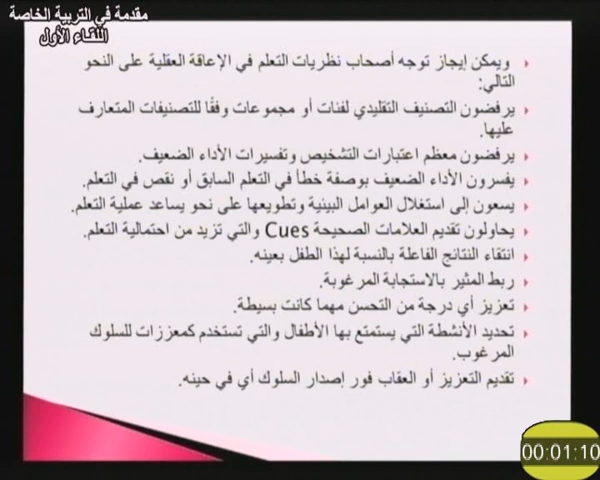 مقدمة في التربية الخاصة
اللقاء الأول
ويمكن إيجاز توجه أصحاب نظريات التعلم في الإعاقة العقلية على النحو
التالي:
يرفضون التصنيف التقليدي لفئات أو مجموعات وفقًا للتصنيفات المتعارف
عليها.
يرفضون معظم اعتبارات التشخيص وتفسيرات الأداء الضعيف.
يفسرون الأداء الضعيف بوصفة خطأ في التعلم السابق أو نقص في التعلم.
يسعون إلى استغلال العوامل البيئية وتطويعها على نحو يساعد عملية التعلم.
يحاولون تقديم العلامات الصحيحة Cues والتي تزيد من احتمالية التعلم.
انتقاء النتائج الفاعلة بالنسبة لهذا الطفل بعينه.
ربط المثير بالاستجابة المرغوبة.
تعزيز أي درجة من التحسن مهما كانت بسيطة.
تحديد الأنشطة التي يستمتع بها الأطفال والتي تستخدم كمعززات للسلوك
المرغوب.
تقديم التعزيز أو العقاب فور إصدار السلوك أي في حينه.
00:01:10